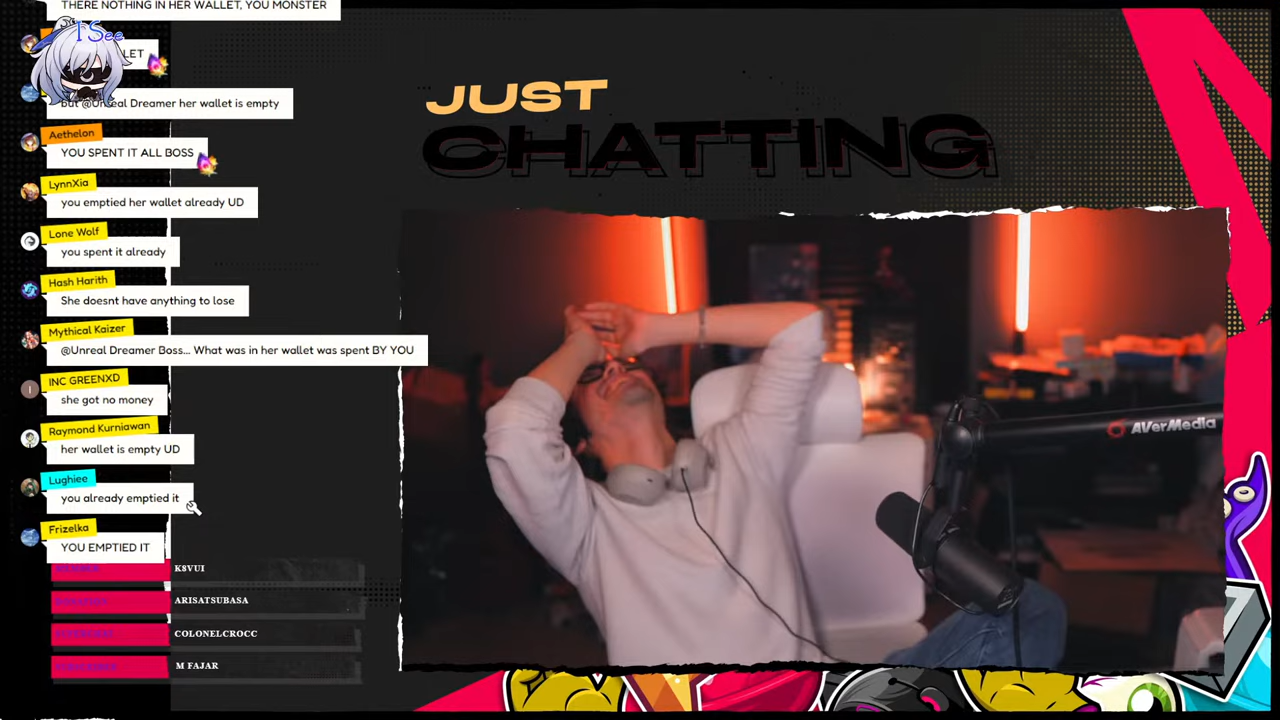 THERE NOTHING IN HER WALLET, YOU MONSTER
I See
LET
but @Unreal Dreamer her wallet is empty
Aethelon
YOU SPENT IT ALL BOSS
LynnXia
you emptied her wallet already UD
Lone Wolf
you spent it already
Hash Harith
She doesnt have anything to lose
Mythical Kaizer
@Unreal Dreamer Boss... What was in her wallet was spent BY YOU
INC GREENXD
she got no money
Raymond Kurniawan
her wallet is empty UD
Lughiee
you already emptied it
Frizelka
YOU EMPTIED IT
K8VUI
ARISATSUBASA
COLONELCROCC
M FAJAR
JUST
CHATTING
AVerMedia